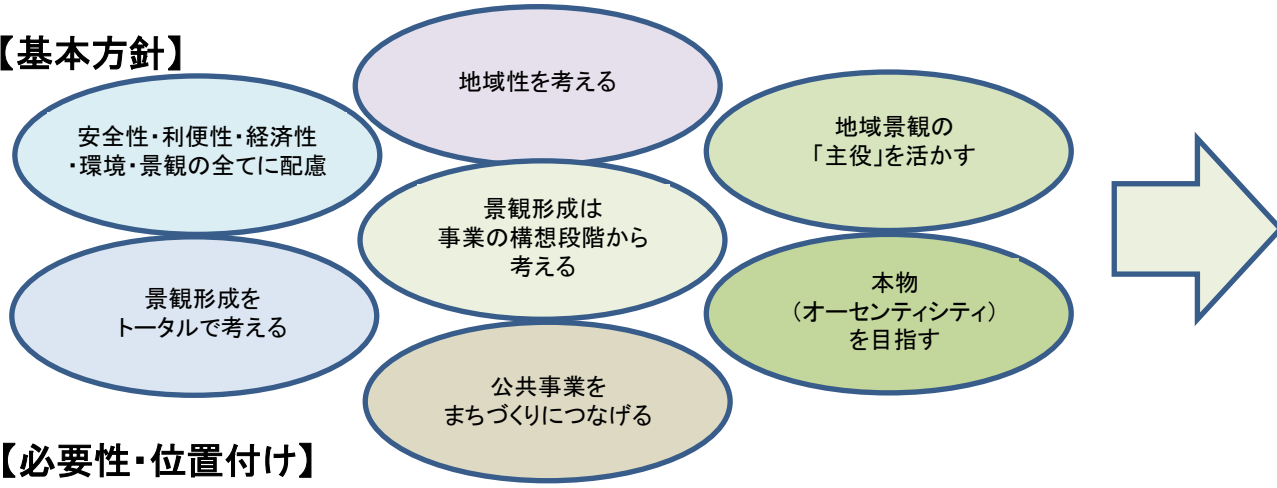 【基本方針】
地域性を考える
安全性・利便性・経済性
・環境・景観の全てに配慮
地域景観の
「主役」を活かす
景観形成は
事業の構想段階から
考える
景観形成を
トータルで考える
本物
（オーセンティシティ）
を目指す
公共事業を
まちづくりにつなげる
【必要性・位置付け】